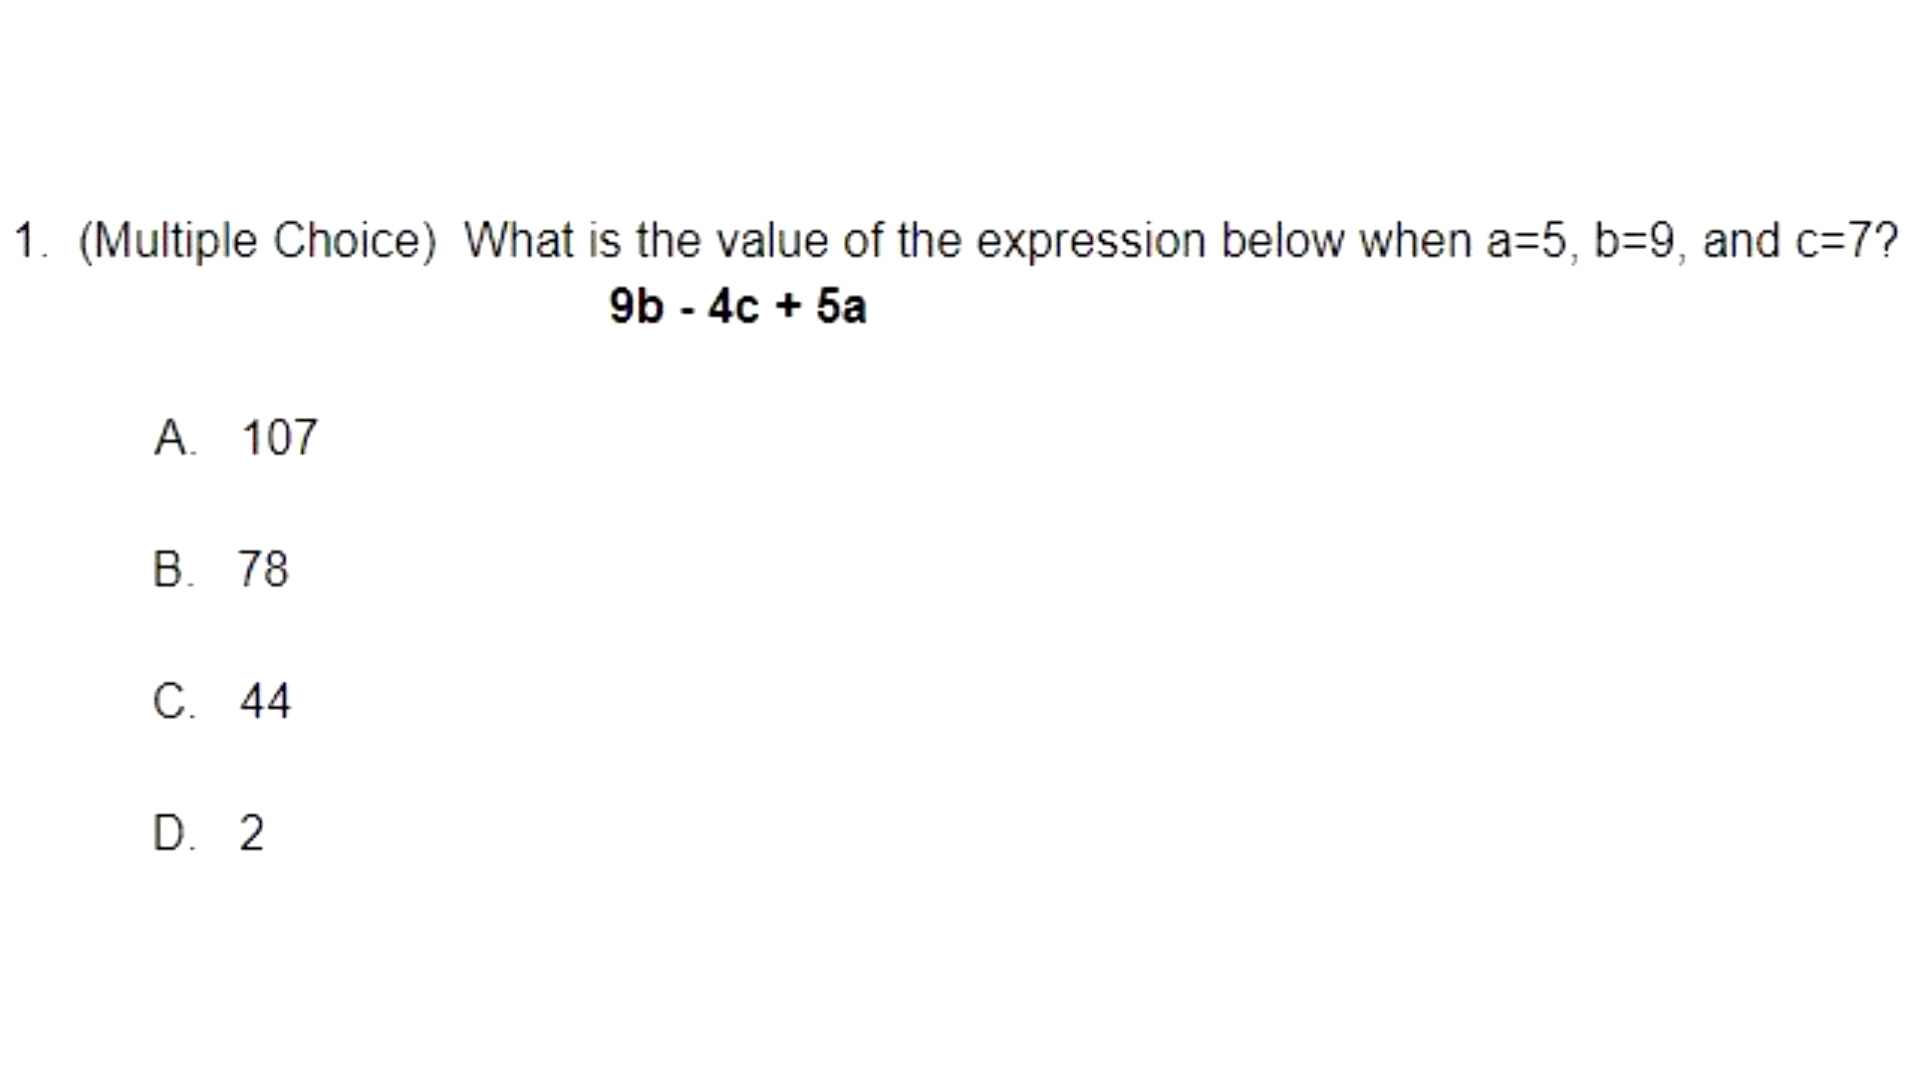 1. (Multiple Choice) What is the value of the expression below when a=5, b=9, and c=7?
9b - 4c + 5a
A. 107
B. 78
C. 44
D. 2